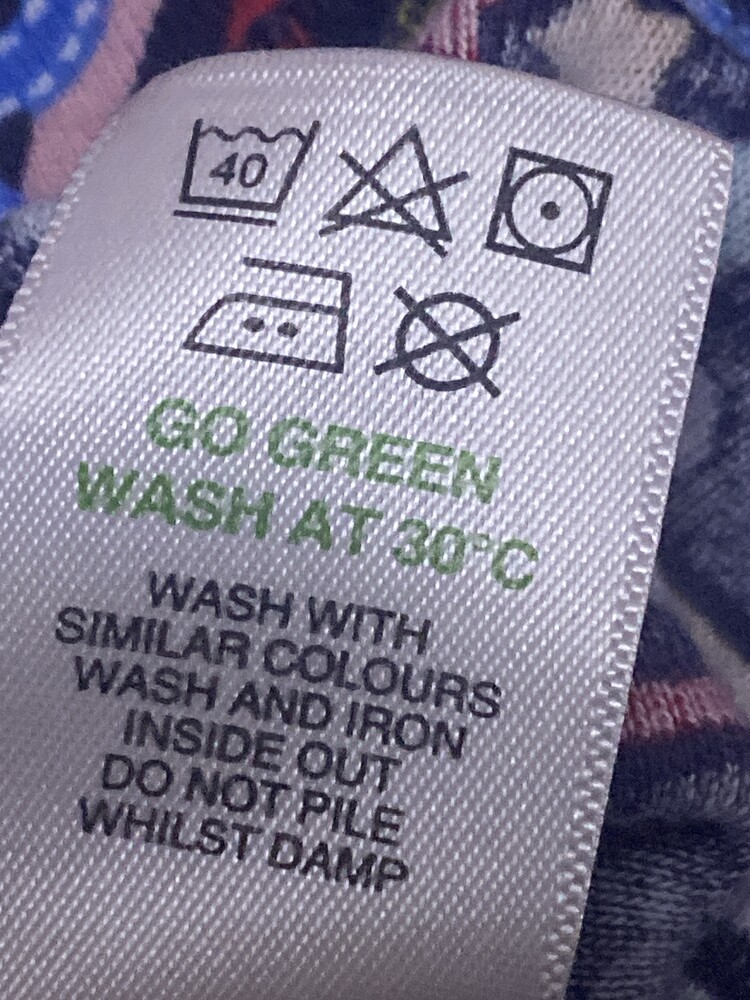 40
GO GREEN
WASH AT 30°C
WASH WITH
SIMILAR COLOURS
WASH AND IRON
INSIDE OUT
DO NOT PILE
WHILST DAMP